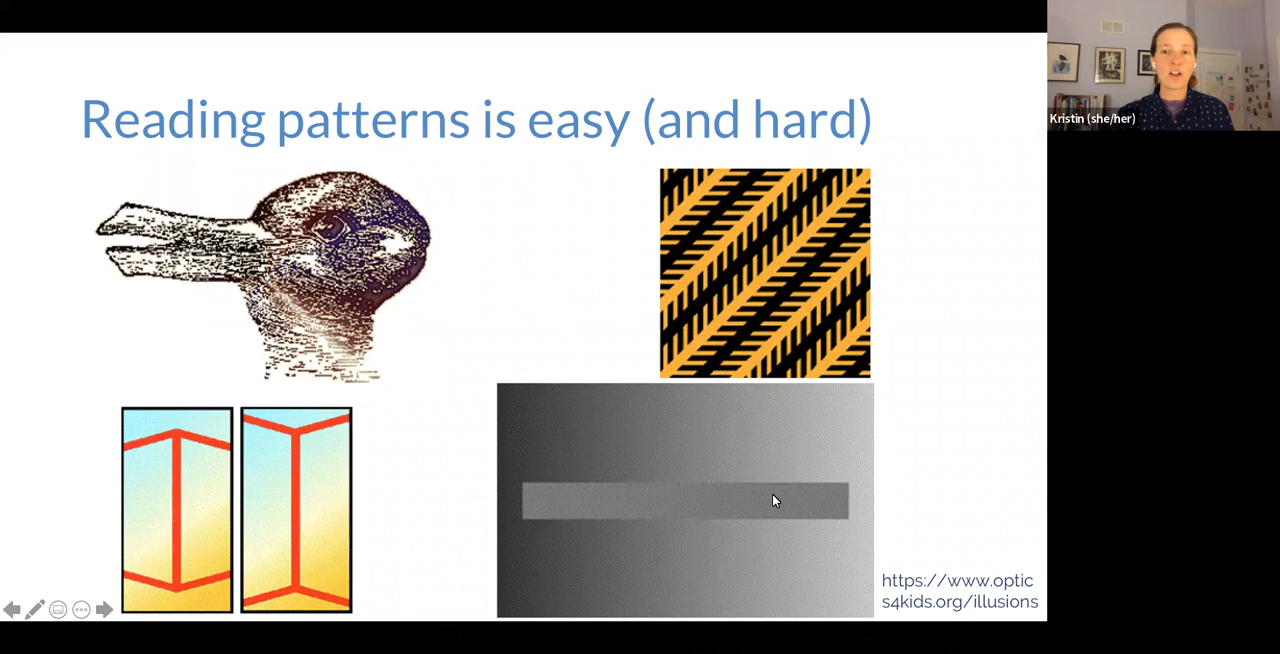 Reading patterns is easy (and hard)
Kristin (she/her)
https://www.optic
s4kids.org/illusions